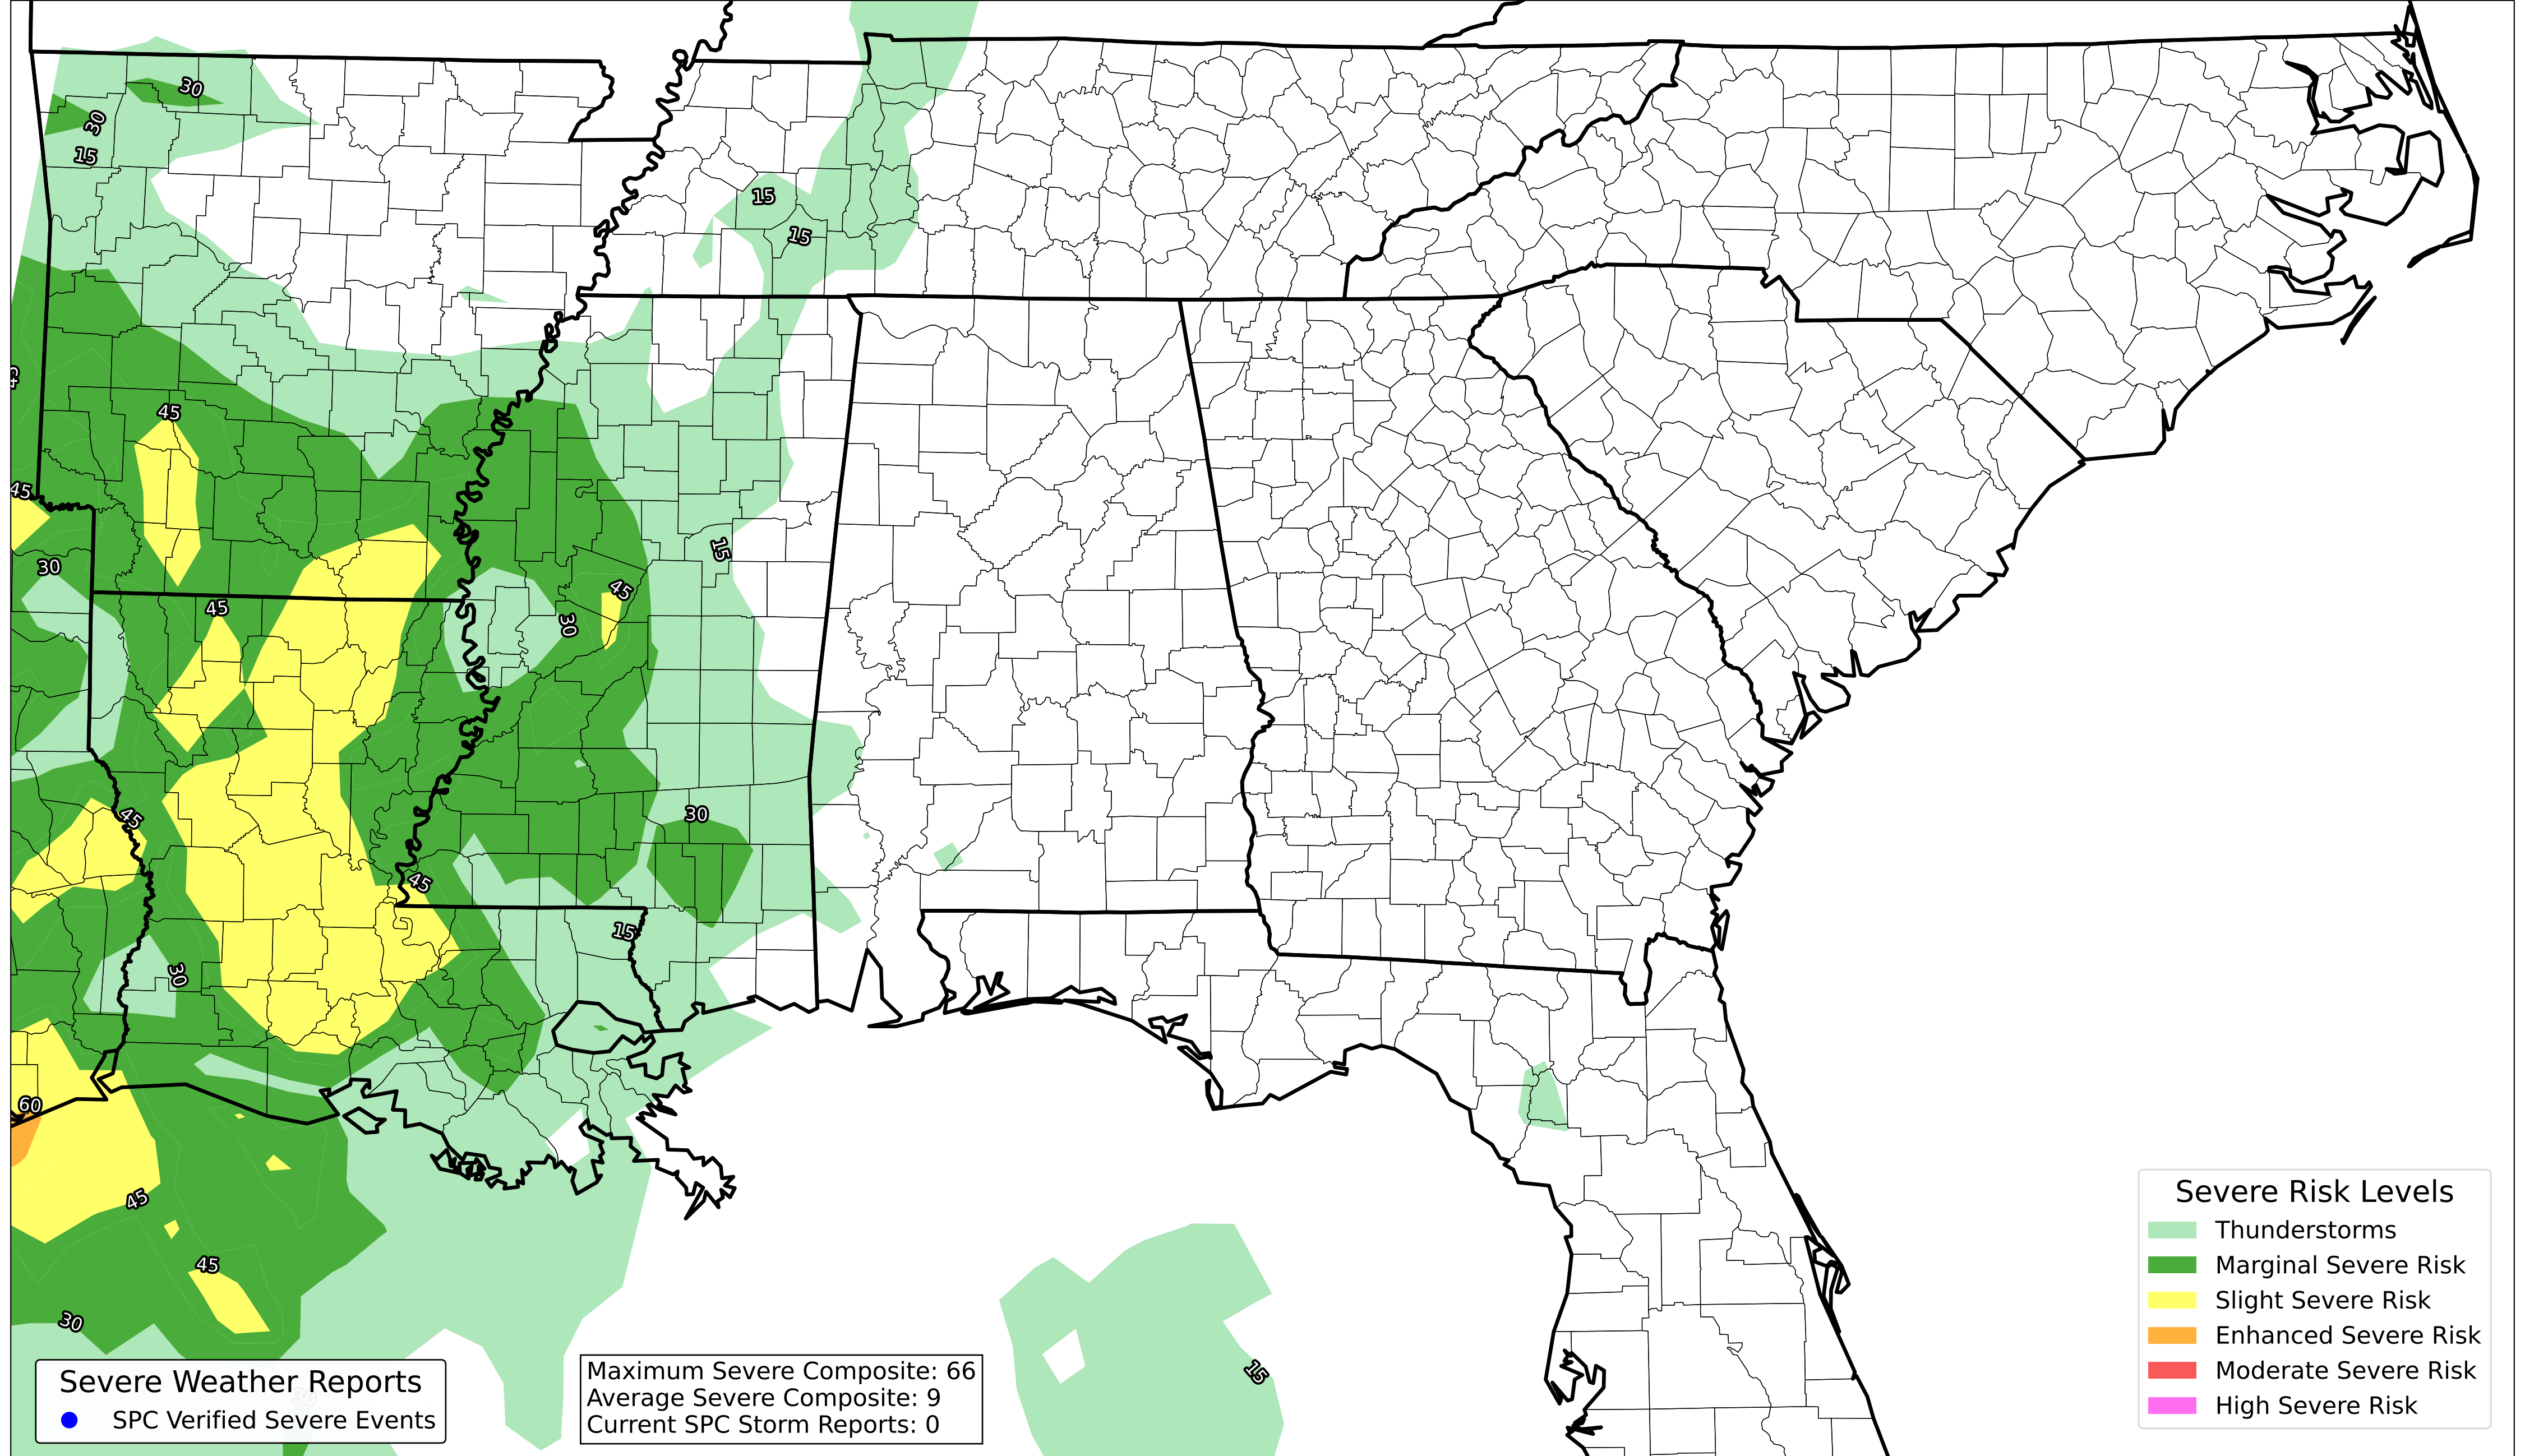 30
30
15
15
15
45
45
45
30
15
45
45
30
45
30
45
15
30
60
45
45
30
15
Severe Weather Reports
SPC Verified Severe Events
Maximum Severe Composite: 66
Average Severe Composite: 9
Current SPC Storm Reports: 0
Severe Risk Levels
Thunderstorms
Marginal Severe Risk
Slight Severe Risk
Enhanced Severe Risk
Moderate Severe Risk
High Severe Risk